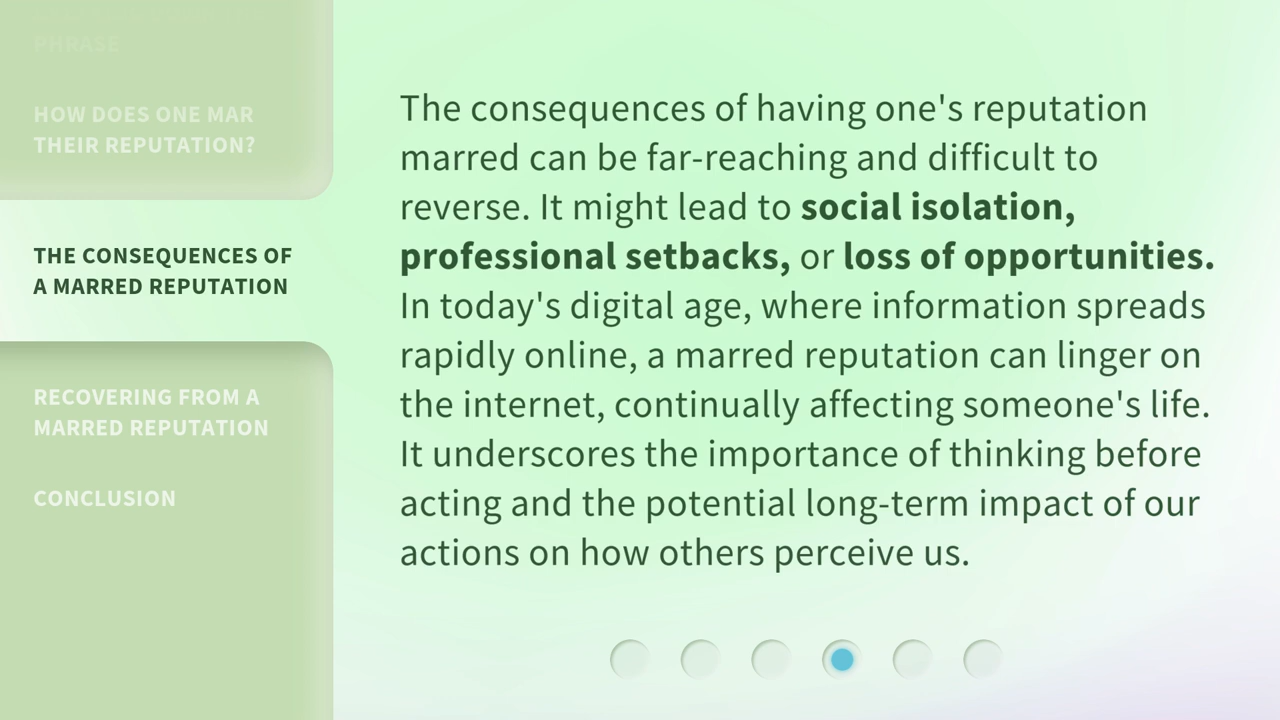 PHRASE
HOW DOES ONE MAR
THEIR REPUTATION?
THE CONSEQUENCES OF
A MARRED REPUTATION
RECOVERING FROM A
MARRED REPUTATION
CONCLUSION
The consequences of having one's reputation
marred can be far-reaching and difficult to
reverse. It might lead to social isolation,
professional setbacks, or loss of opportunities.
In today's digital age, where information spreads
rapidly online, a marred reputation can linger on
the internet, continually affecting someone's life.
It underscores the importance of thinking before
acting and the potential long-term impact of our
actions on how others perceive us.